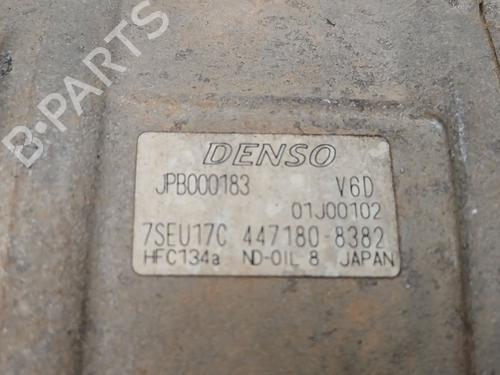 DENSO
JPB000183 V6D
01J00102
7SEU17C 447180-8382
HFC134a ND-OIL 8 JAPAN
B-PARTS